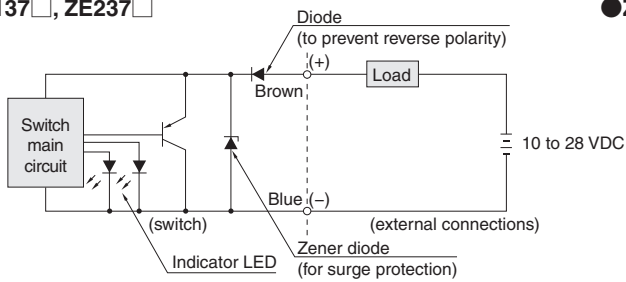 137□, ZE237□
Diode
(to prevent reverse polarity)
(+)
Brown
Load
Switch
main
circuit
10 to 28 VDC
Blue
(−)
(switch)
(external connections)
Indicator LED
Zener diode
(for surge protection)